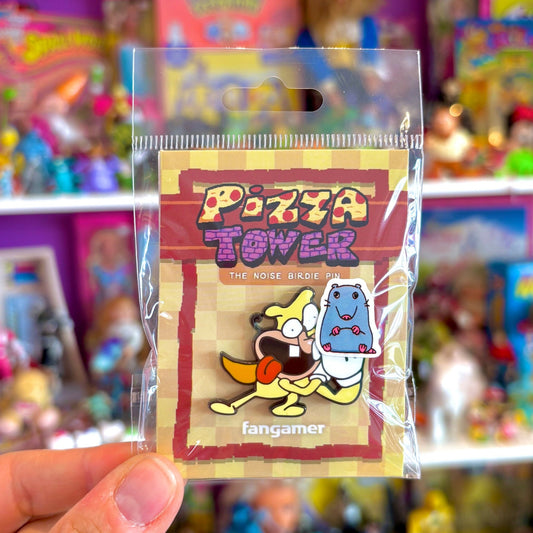 PIZZA
TOWER
THE NOISE BIRDIE PIN
fangamer